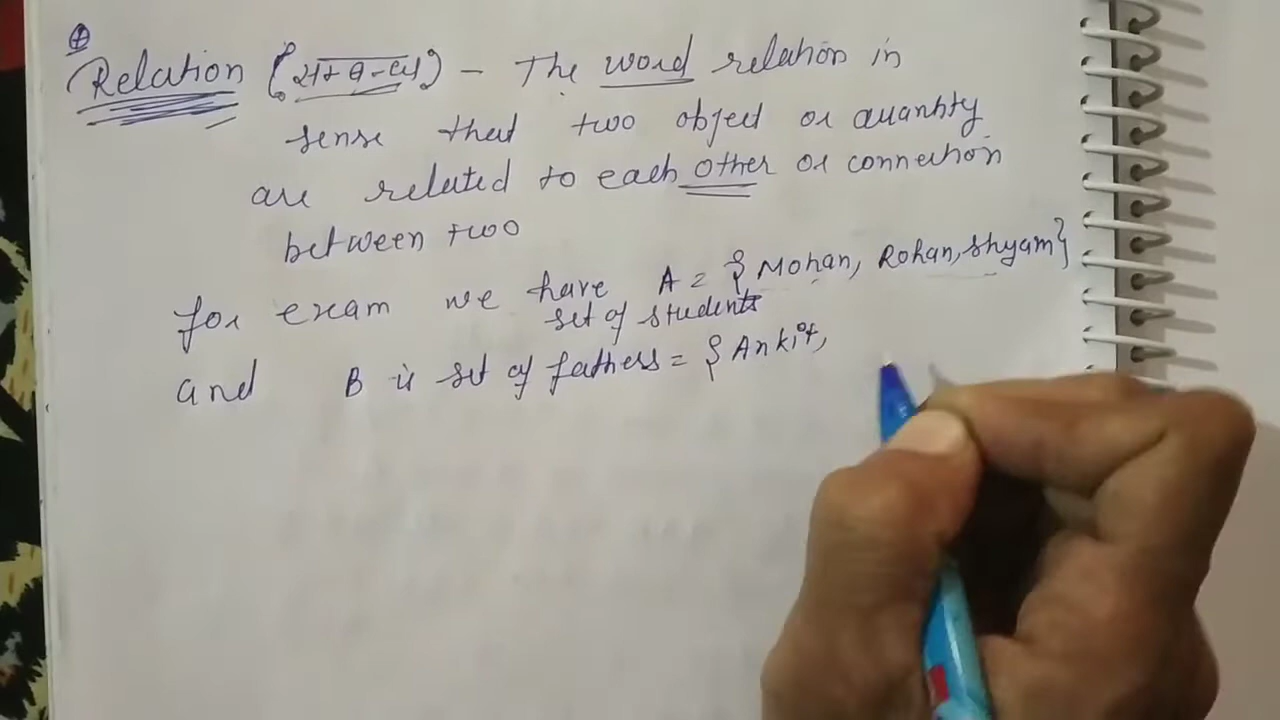 Relation (सम्बन्ध) - The word relation in
sense that two object or quantity
are related to each other or connection
between two
for exam we have A = {Mohan, Rohan, Shyam}
set of students
and B is set of fathers = {Ankit,